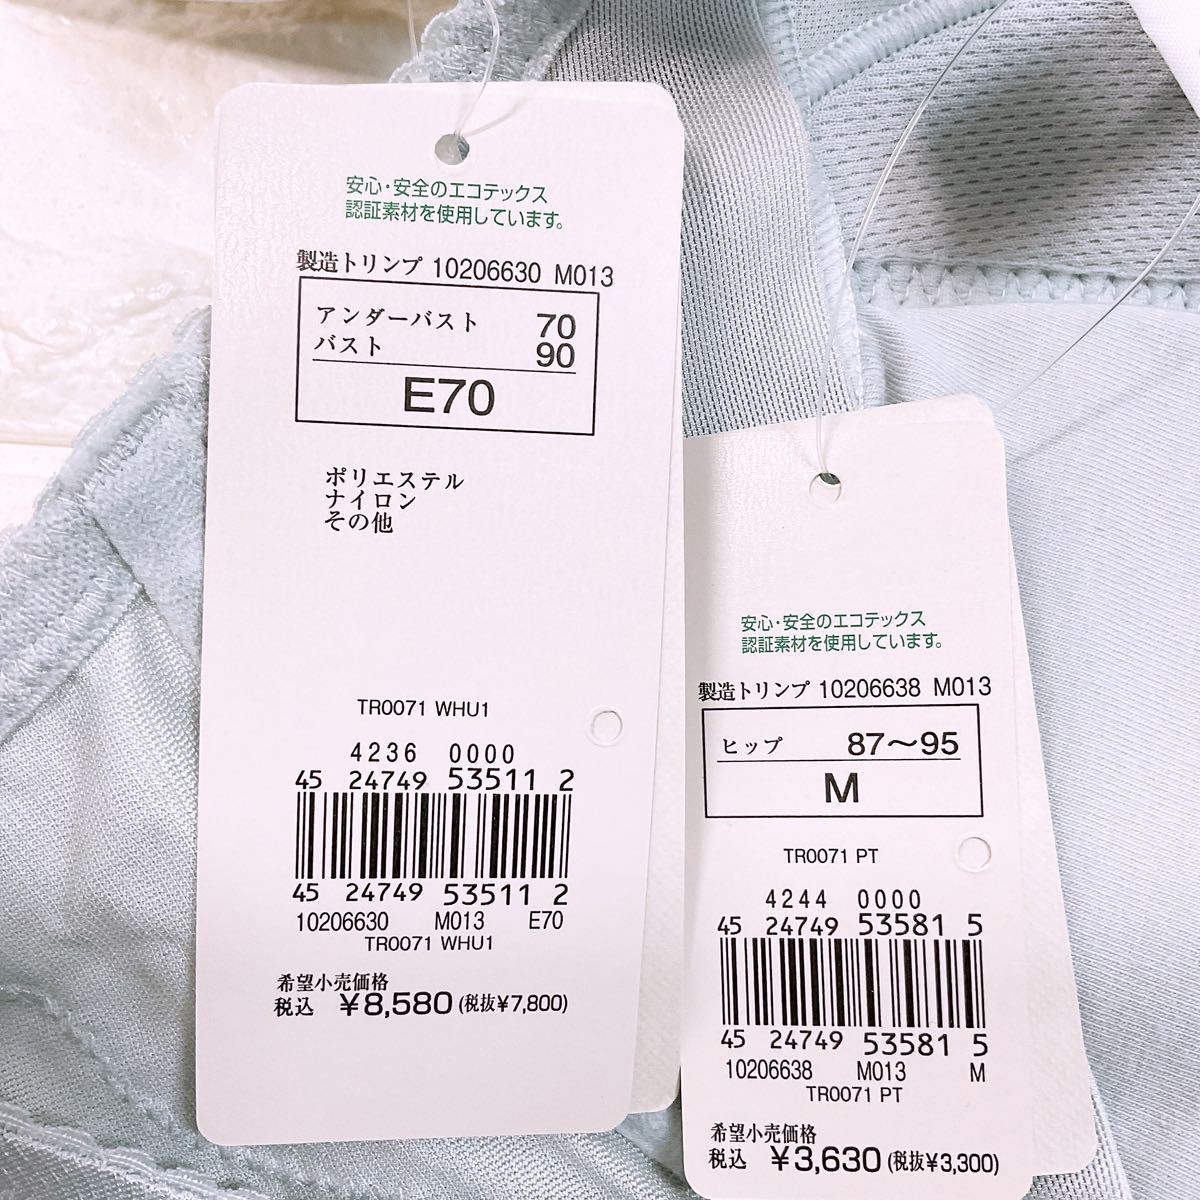 安心・安全のエコテックス
認証素材を使用しています。
製造トリンプ 10206630 M013
アンダーバスト 70
バスト 90
E70
ポリエステル
ナイロン
その他
TR0071 WHU1
4236 0000
45 24749 53511 2
45 24749 53511 2
10206630 M013 E70
TR0071 WHU1
希望小売価格
税込 ¥8,580 (税抜¥7,800)
安心・安全のエコテックス
認証素材を使用しています。
製造トリンプ 10206638 M013
ヒップ 87〜95
M
TR0071 PT
4244 0000
45 24749 53581 5
45 24749 53581 5
10206638 M013 M
TR0071 PT
希望小売価格
税込 ¥3,630 (税抜¥3,300)